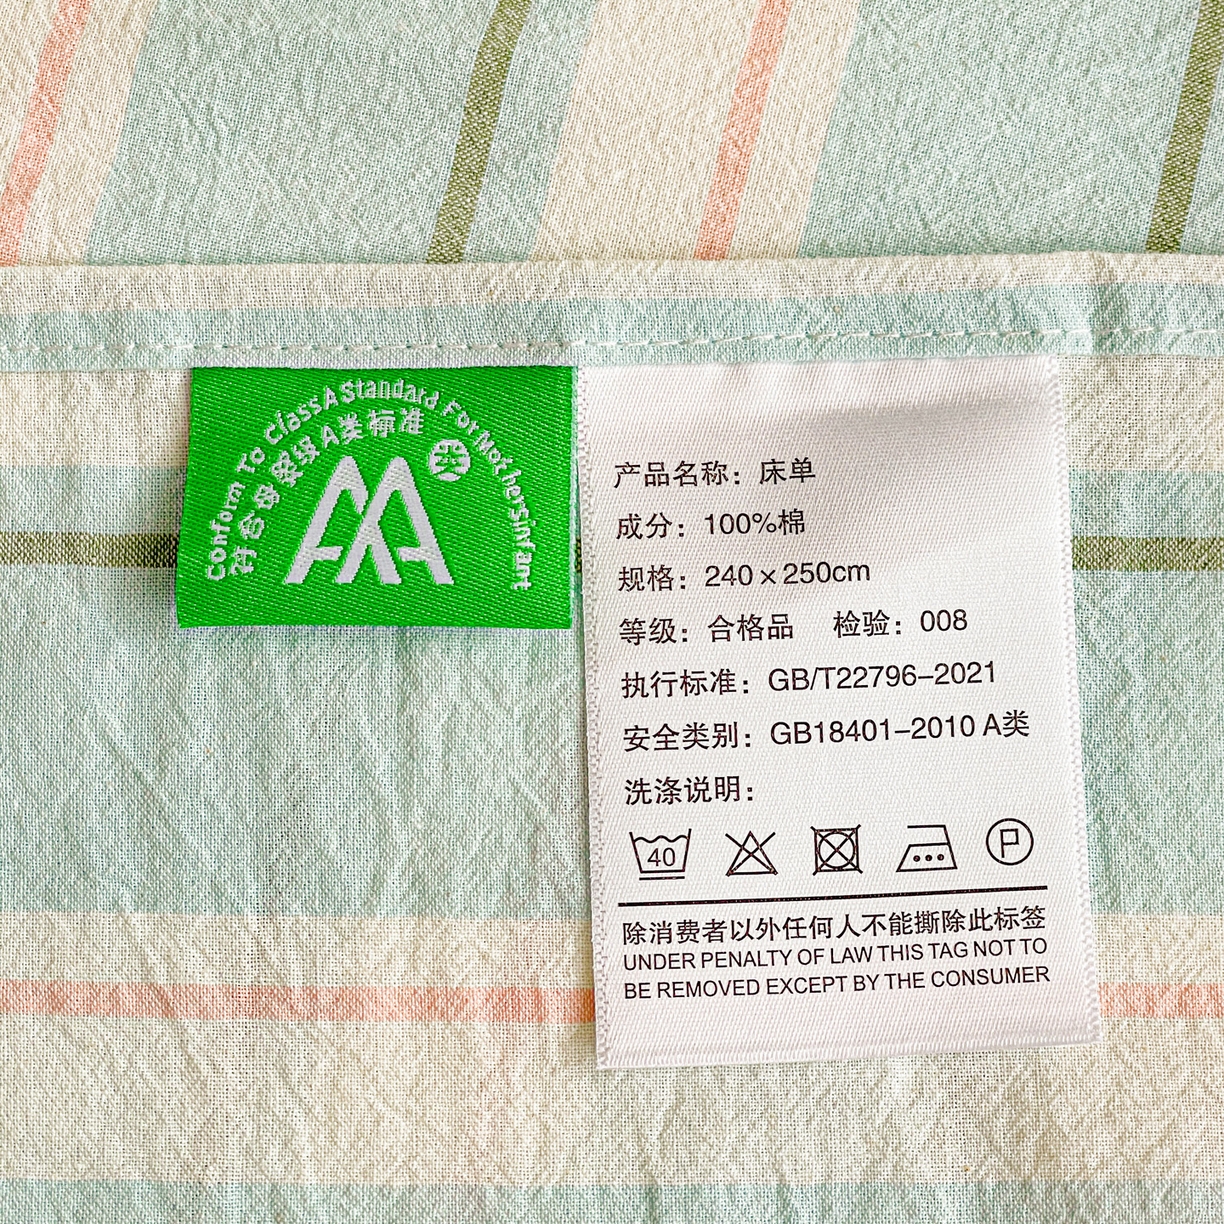 Conform To ClassA Standard For MothersInfant
符合母婴级A类标准
类
AA
产品名称：床单
成分：100%棉
规格：240×250cm
等级：合格品 检验：008
执行标准：GB/T22796-2021
安全类别：GB18401-2010 A类
洗涤说明：
40
P
除消费者以外任何人不能撕除此标签
UNDER PENALTY OF LAW THIS TAG NOT TO
BE REMOVED EXCEPT BY THE CONSUMER